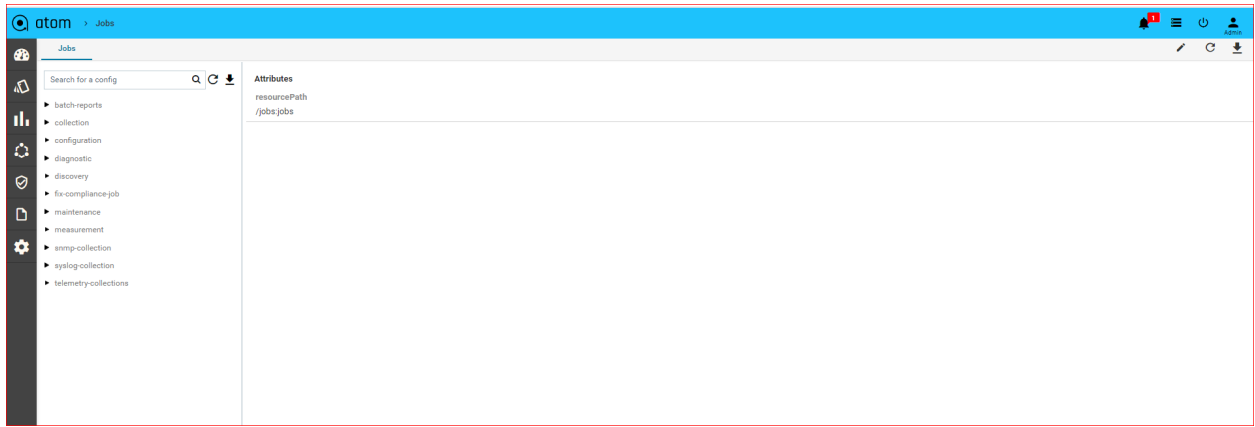 atom > Jobs
1
Admin
Jobs
Search for a config
batch-reports
collection
configuration
diagnostic
discovery
fix-compliance-job
maintenance
measurement
snmp-collection
syslog-collection
telemetry-collections
Attributes
resourcePath
/jobs:jobs